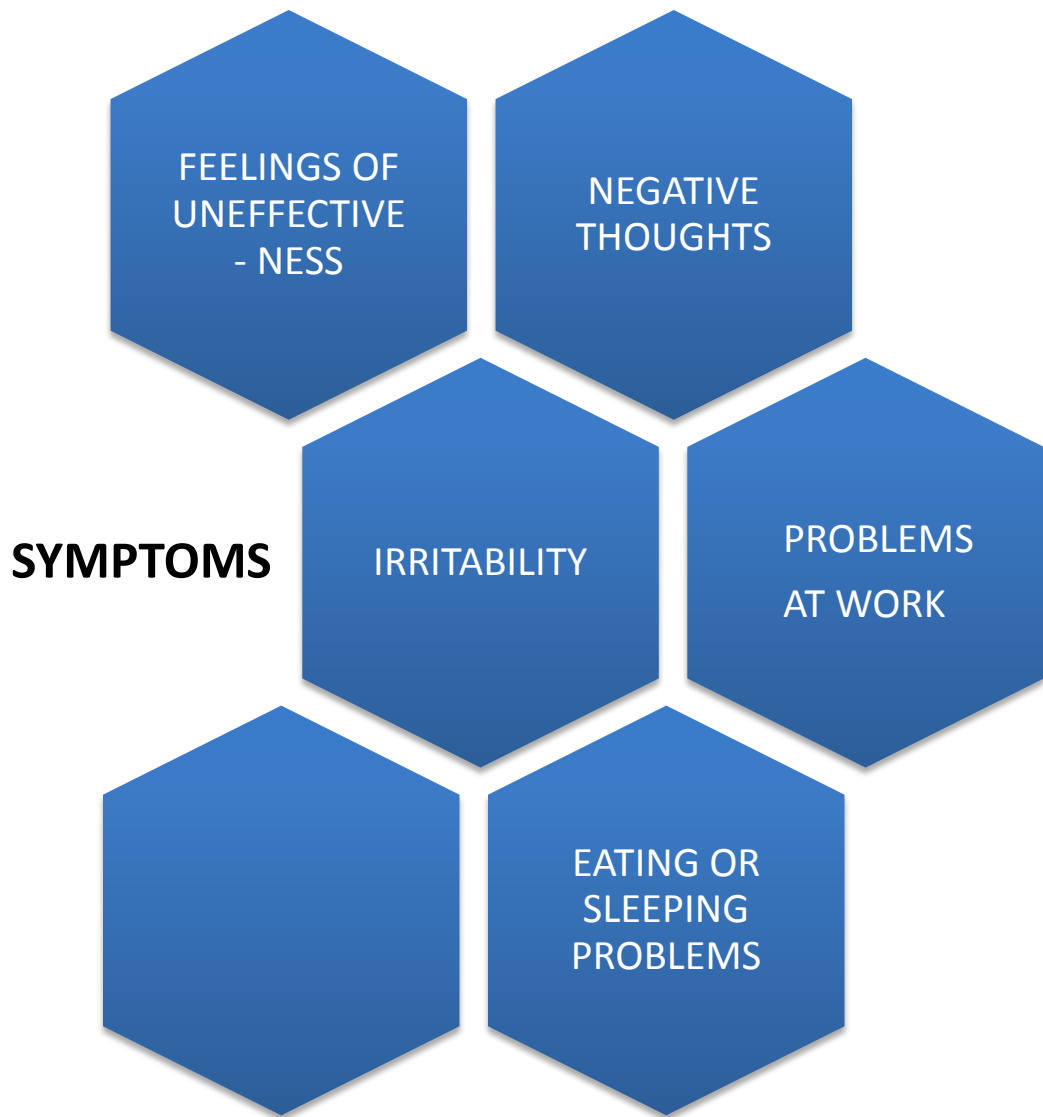 FEELINGS OF
UNEFFECTIVE
- NESS
NEGATIVE
THOUGHTS
SYMPTOMS
IRRITABILITY
PROBLEMS
AT WORK
EATING OR
SLEEPING
PROBLEMS